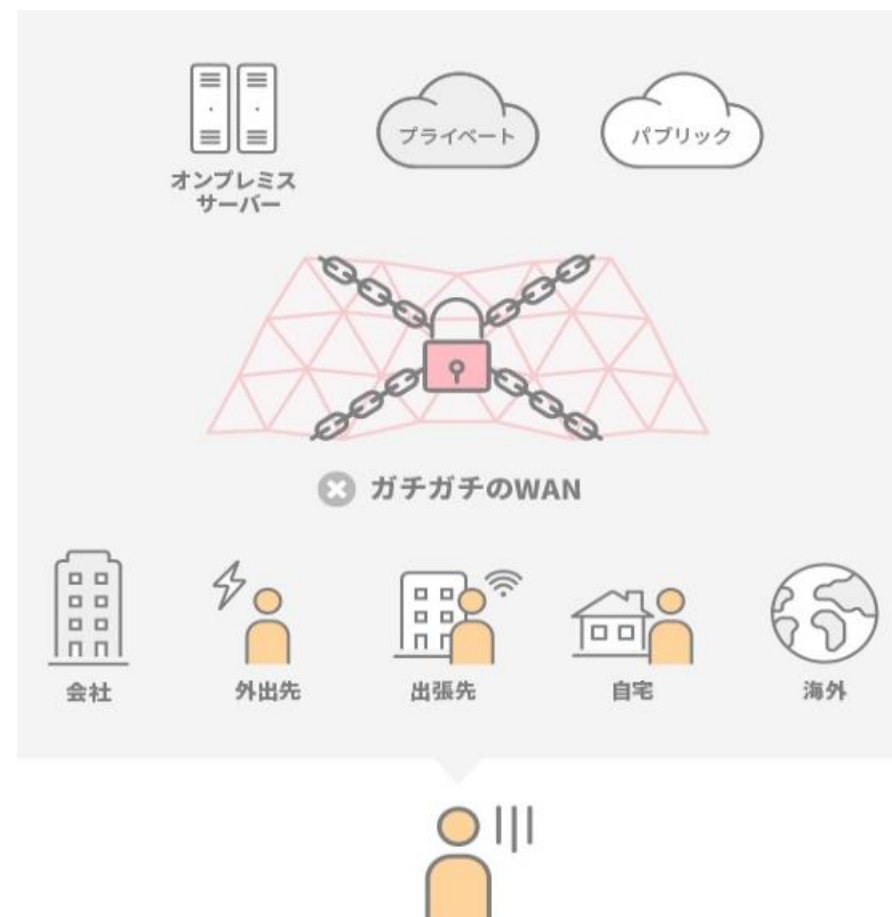 プライベート
パブリック
オンプレミス
サーバー
ガチガチのWAN
会社
外出先
出張先
自宅
海外